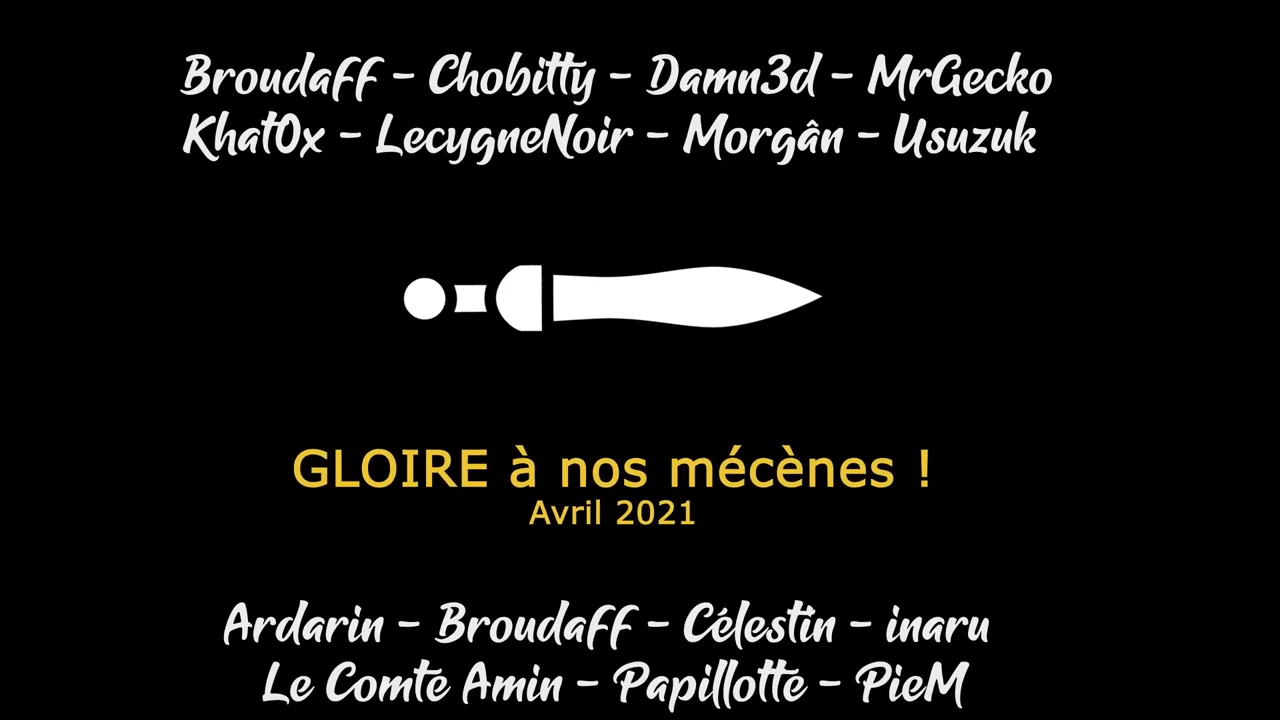 Broudaff - Chobitty - Damn3d - MrGecko
Khat0x - LecygneNoir - Morgân - Usuzuk
GLOIRE à nos mécènes !
Avril 2021
Ardarin - Broudaff - Célestin - inaru
Le Comte Amin - Papillotte - PieM